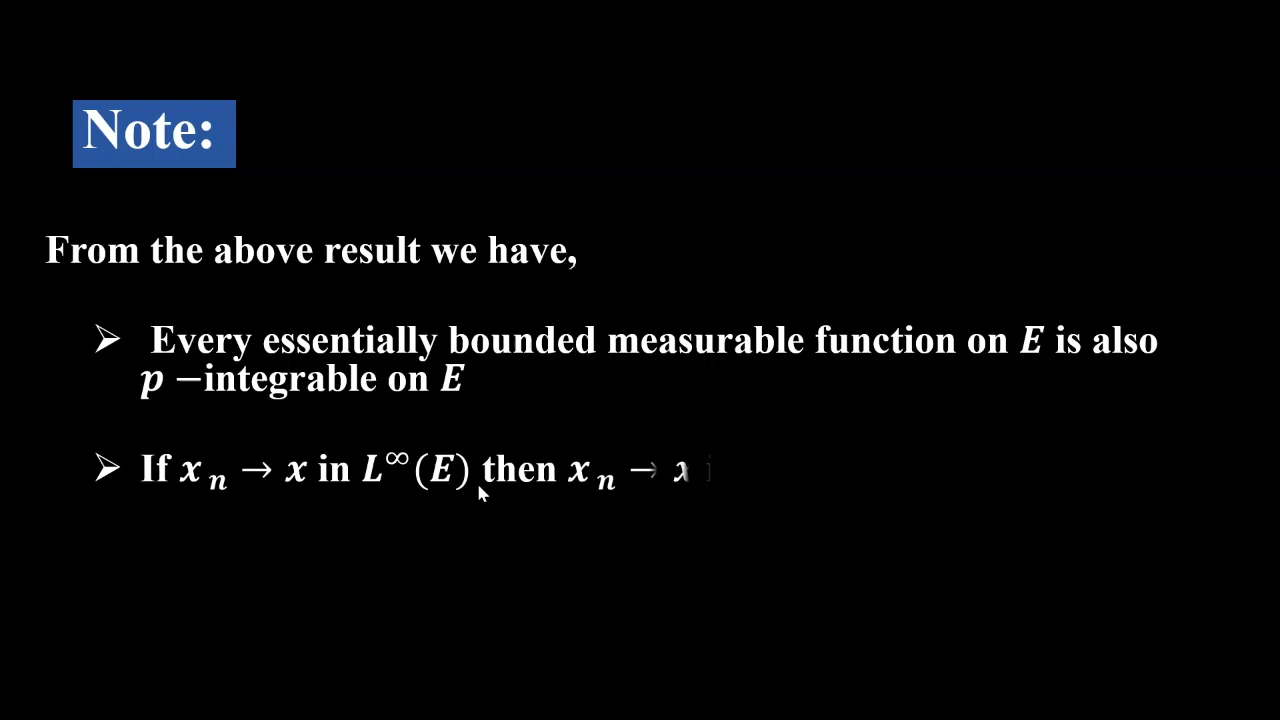 Note:
From the above result we have,
➢ Every essentially bounded measurable function on 𝑬 is also
𝒑 −integrable on 𝑬
➢ If 𝒙 ₙ → 𝒙 in 𝑳^∞(𝑬) then 𝒙 ₙ → 𝒙